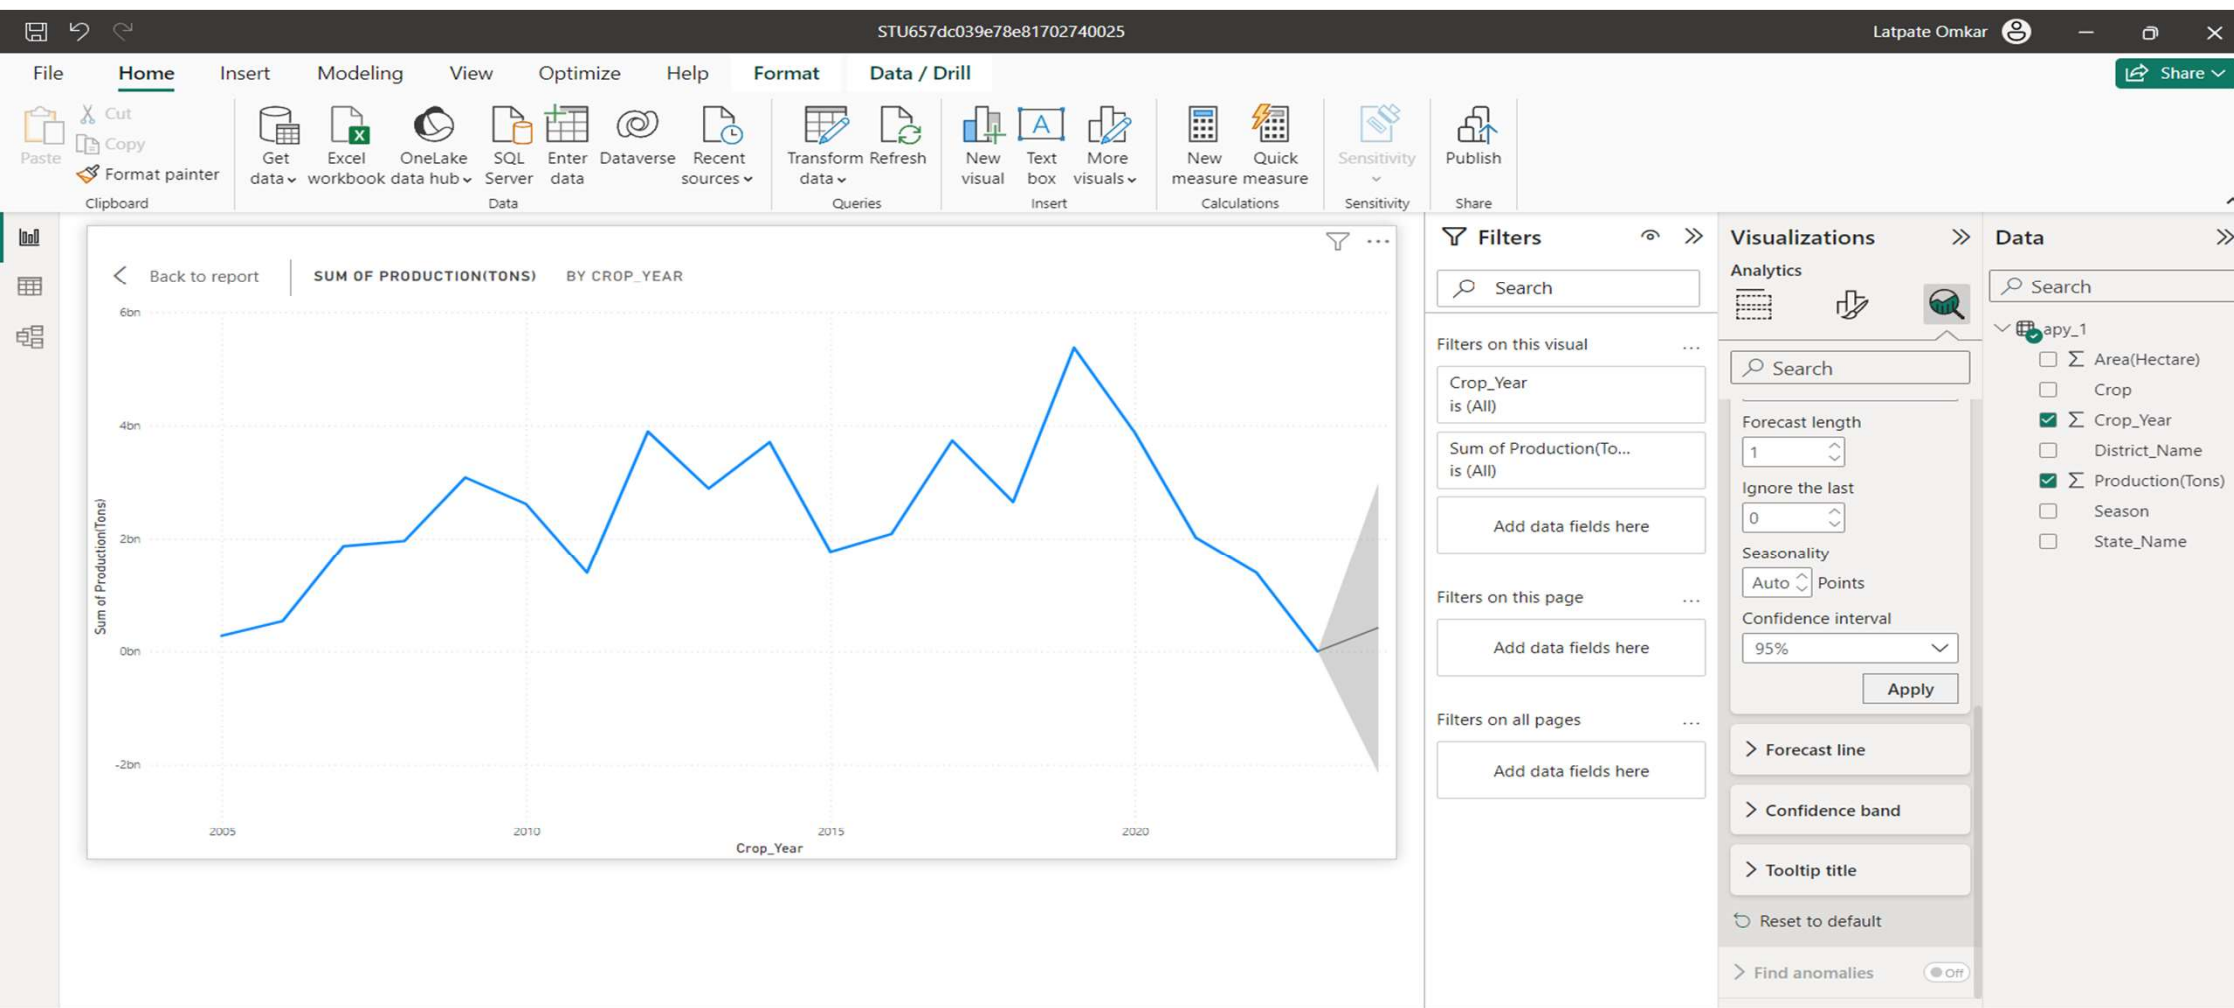 STU657dc039e78e81702740025
Latpate Omkar
File Home Insert Modeling View Optimize Help Format Data / Drill
Share
Paste
Cut
Copy
Format painter
Clipboard
Get data
Excel workbook
OneLake data hub
SQL Server
Enter data
Dataverse
Recent sources
Data
Transform data
Refresh
Queries
New visual
Text box
More visuals
Insert
New measure
Quick measure
Calculations
Sensitivity
Sensitivity
Publish
Share
Back to report
SUM OF PRODUCTION(TONS) BY CROP_YEAR
6bn
4bn
2bn
0bn
-2bn
Sum of Production(Tons)
2005 2010 2015 2020
Crop_Year
Filters
Search
Filters on this visual ...
Crop_Year
is (All)
Sum of Production(To...
is (All)
Add data fields here
Filters on this page ...
Add data fields here
Filters on all pages ...
Add data fields here
Visualizations
Analytics
Search
Forecast length
1
Ignore the last
0
Seasonality
Auto Points
Confidence interval
95%
Apply
Forecast line
Confidence band
Tooltip title
Reset to default
Find anomalies Off
Data
Search
apy_1
Area(Hectare)
Crop
Crop_Year
District_Name
Production(Tons)
Season
State_Name